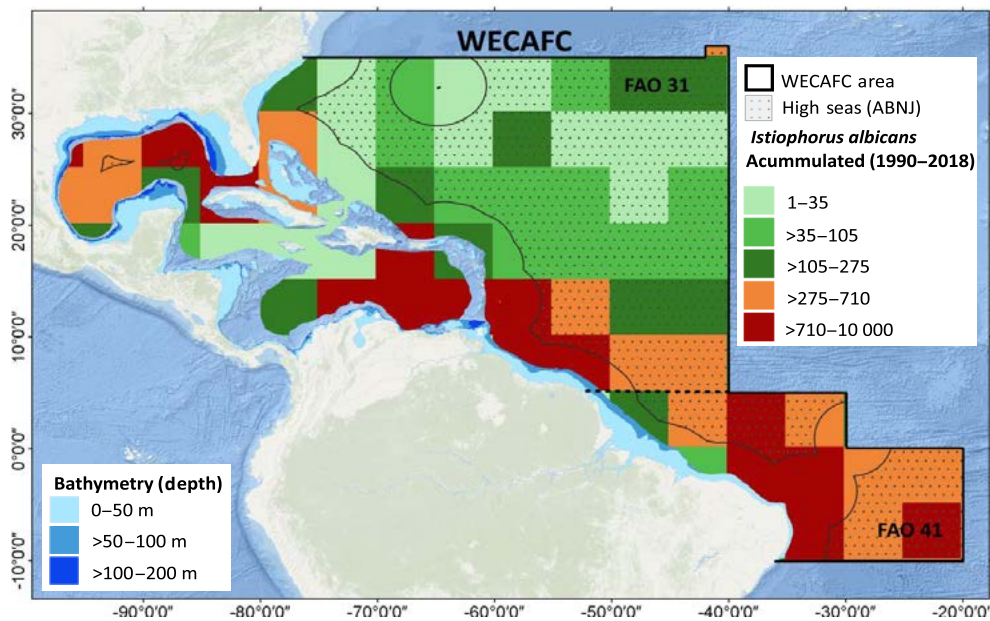 WECAFC
FAO 31
WECAFC area
High seas (ABNJ)
Istiophorus albicans
Acummulated (1990–2018)
1–35
>35–105
>105–275
>275–710
>710–10 000
30°0'0"
20°0'0"
10°0'0"
0°0'0"
-10°0'0"
Bathymetry (depth)
0–50 m
>50–100 m
>100–200 m
FAO 41
-90°0'0"
-80°0'0"
-70°0'0"
-60°0'0"
-50°0'0"
-40°0'0"
-30°0'0"
-20°0'0"